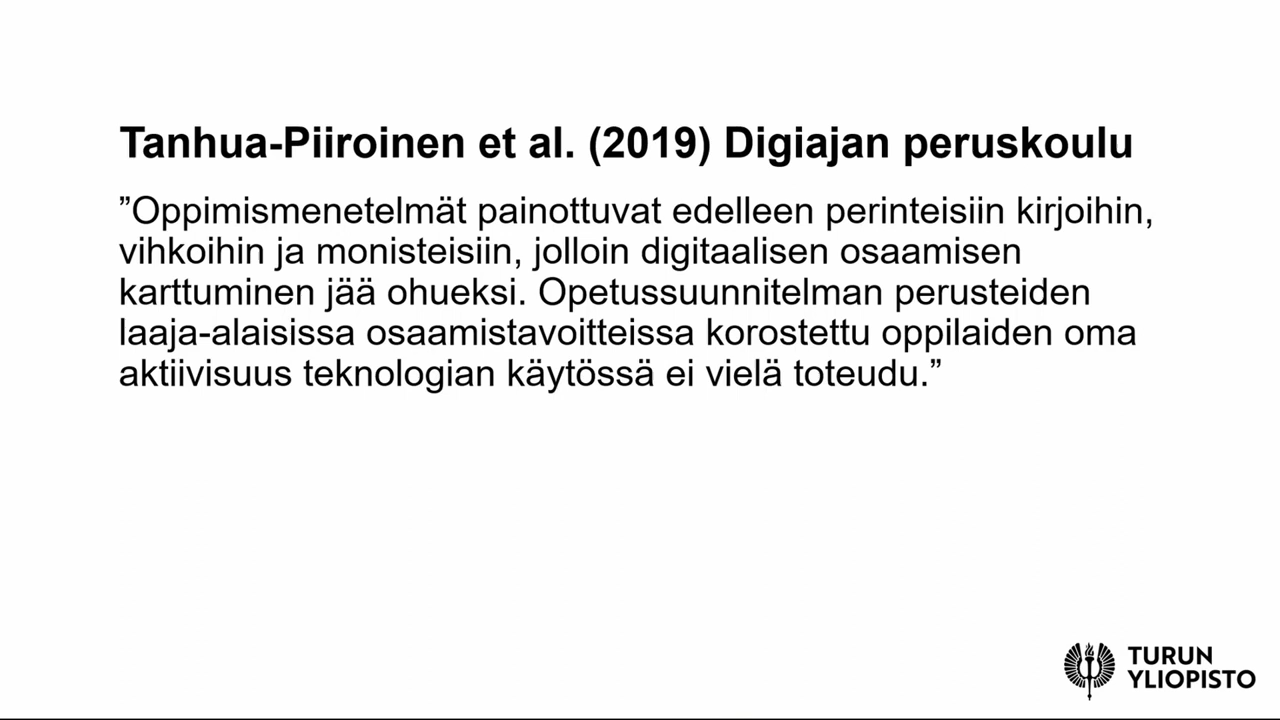 Tanhua-Piiroinen et al. (2019) Digiajan peruskoulu
”Oppimismenetelmät painottuvat edelleen perinteisiin kirjoihin,
vihkoihin ja monisteisiin, jolloin digitaalisen osaamisen
karttuminen jää ohueksi. Opetussuunnitelman perusteiden
laaja-alaisissa osaamistavoitteissa korostettu oppilaiden oma
aktiivisuus teknologian käytössä ei vielä toteudu.”
TURUN
YLIOPISTO